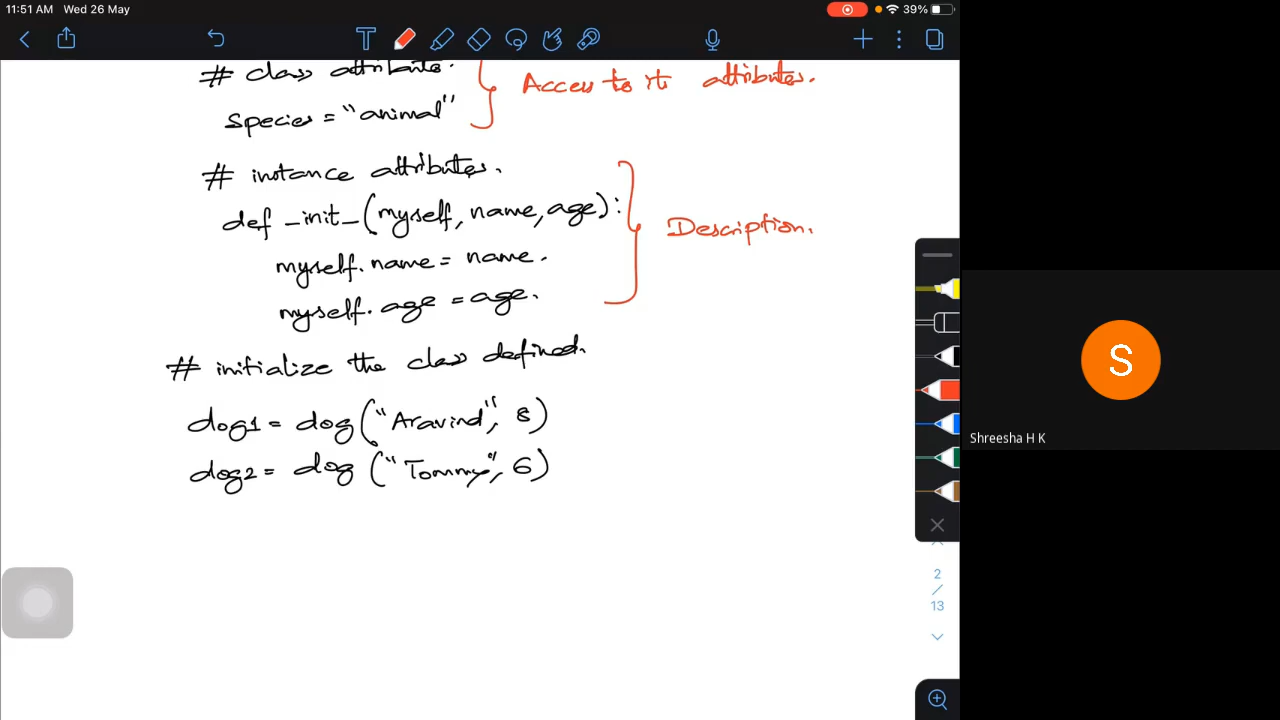 11:51 AM Wed 26 May
39%
# class attribute.
Access to it attributes.
species = "animal"
# instance attributes.
def _init_(myself, name, age):
Description.
myself.name = name.
myself.age = age.
# initialize the class defined.
dog1 = dog("Aravind", 8)
dog2 = dog ("Tommy", 6)
S
Shreesha H K
2
/
13